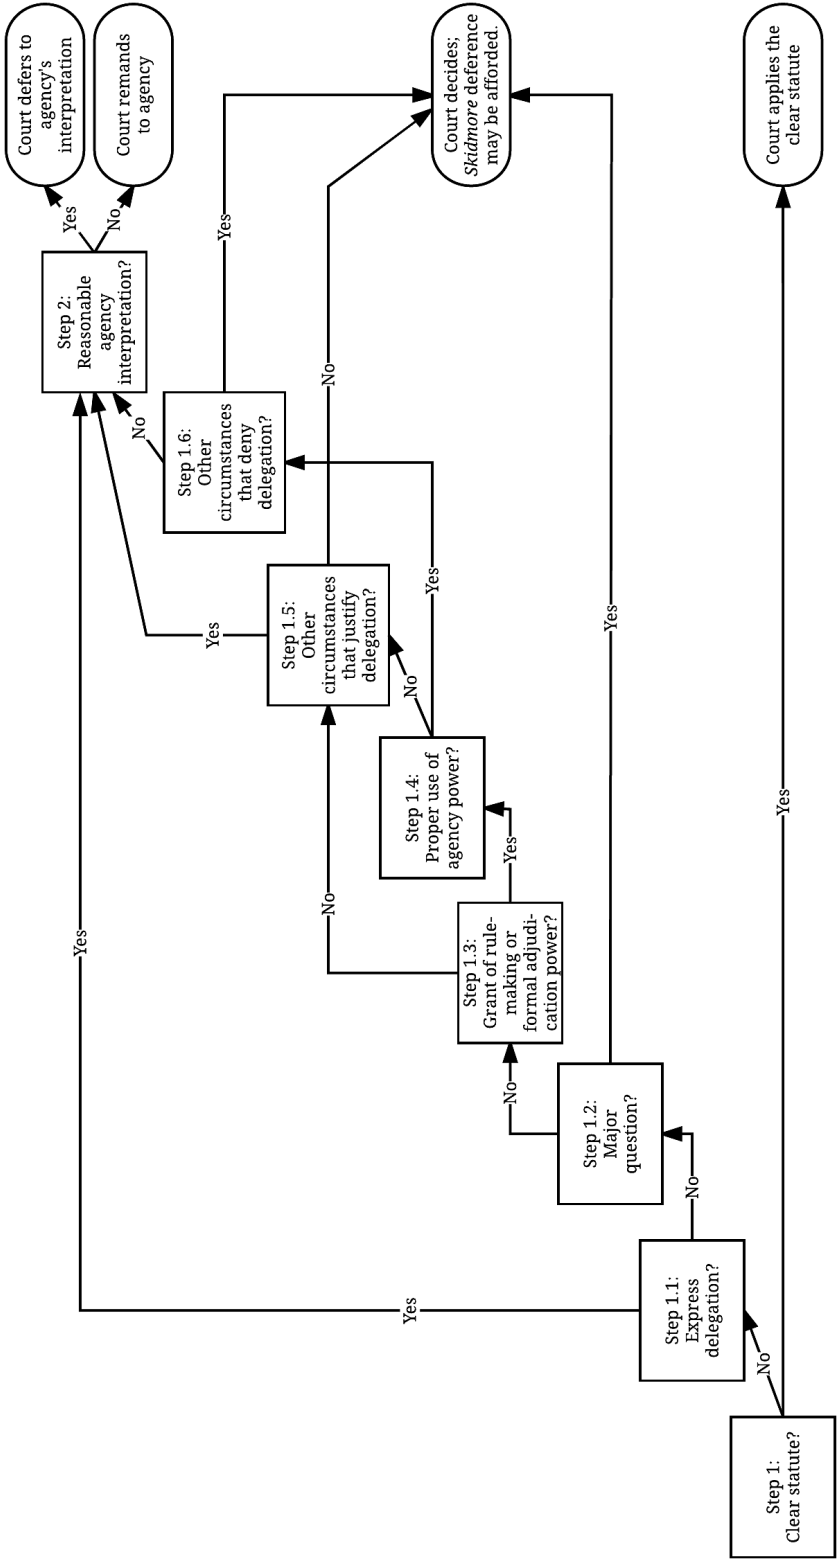 Step 1:
Clear statute?
No
Yes
Step 1.1:
Express
delegation?
No
Yes
Yes
Step 1.2:
Major
question?
No
Yes
Step 1.3:
Grant of rule-
making or
formal adjudi-
cation power?
No
Yes
Step 1.4:
Proper use of
agency power?
No
Yes
Step 1.5:
Other
circumstances
that justify
delegation?
Yes
No
Step 1.6:
Other
circumstances
that deny
delegation?
No
Yes
Step 2:
Reasonable
agency
interpretation?
Yes
No
Court defers to
agency's
interpretation
Court remands
to agency
Court decides;
Skidmore deference
may be afforded.
Court applies the
clear statute